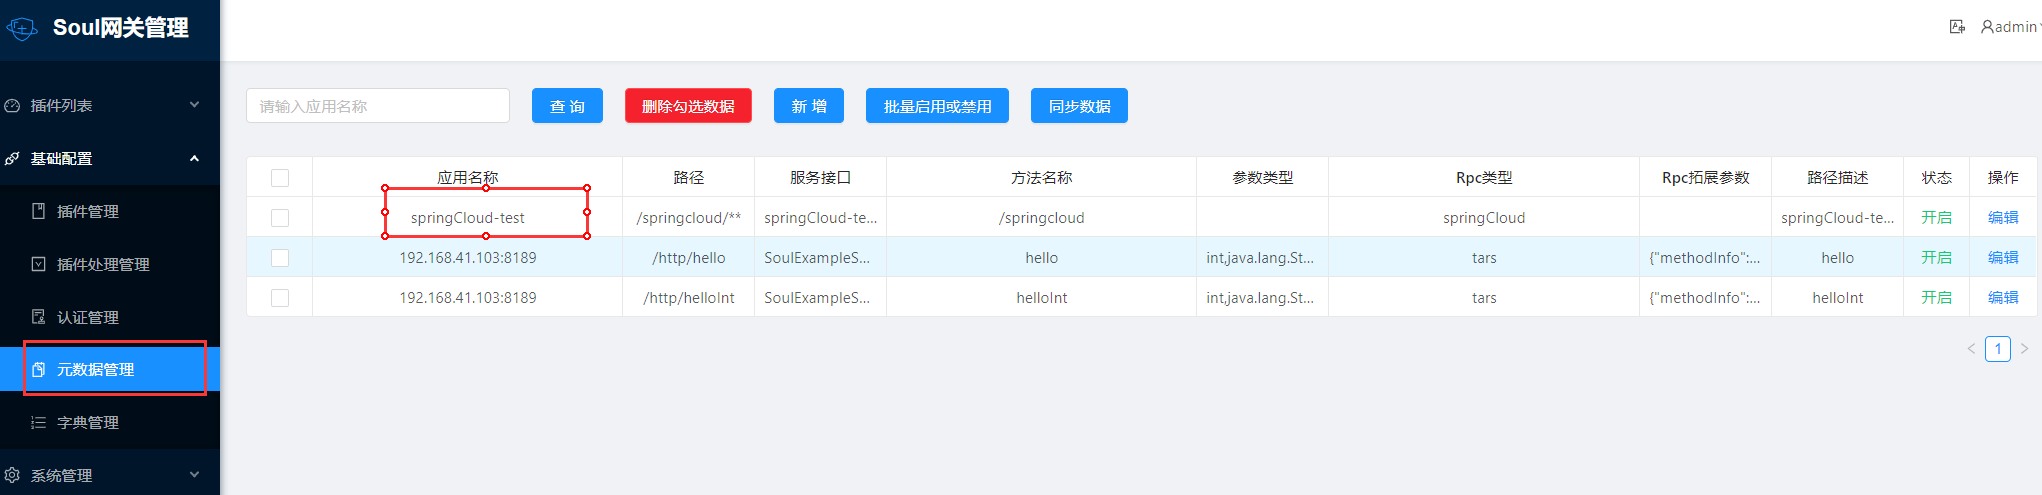 Soul网关管理
admin
插件列表
基础配置
插件管理
插件处理管理
认证管理
元数据管理
字典管理
系统管理
请输入应用名称 查 询 删除勾选数据 新 增 批量启用或禁用 同步数据
应用名称 路径 服务接口 方法名称 参数类型 Rpc类型 Rpc拓展参数 路径描述 状态 操作
springCloud-test /springcloud/** springCloud-te... /springcloud springCloud springCloud-te... 开启 编辑
192.168.41.103:8189 /http/hello SoulExampleS... hello int,java.lang.St... tars {"methodInfo":... hello 开启 编辑
192.168.41.103:8189 /http/helloInt SoulExampleS... helloInt int,java.lang.St... tars {"methodInfo":... helloInt 开启 编辑
< 1 >